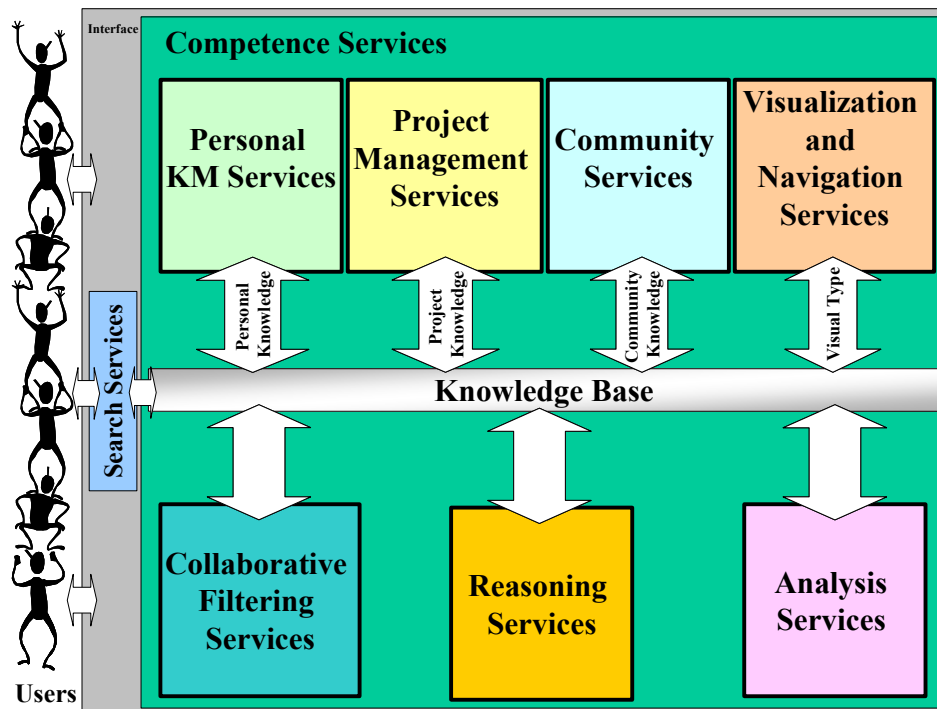 Interface
Competence Services
Personal
KM Services
Project
Management
Services
Community
Services
Visualization
and
Navigation
Services
Personal
Knowledge
Project
Knowledge
Community
Knowledge
Visual Type
Search Services
Knowledge Base
Collaborative
Filtering
Services
Reasoning
Services
Analysis
Services
Users